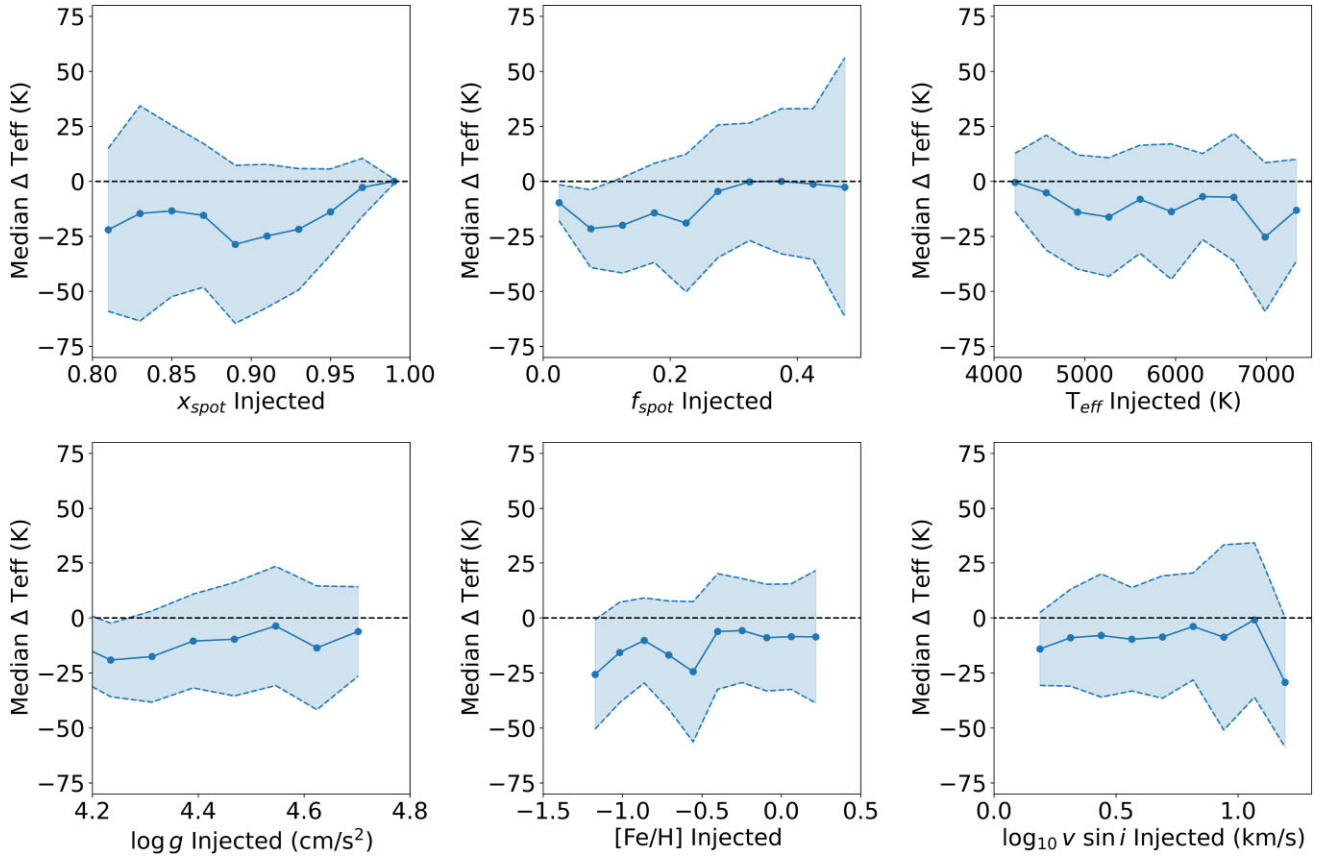 75
50
25
0
−25
−50
−75
Median Δ Teff (K)
0.80 0.85 0.90 0.95 1.00
x_spot Injected
75
50
25
0
−25
−50
−75
Median Δ Teff (K)
0.0 0.2 0.4
f_spot Injected
75
50
25
0
−25
−50
−75
Median Δ Teff (K)
4000 5000 6000 7000
T_eff Injected (K)
75
50
25
0
−25
−50
−75
Median Δ Teff (K)
4.2 4.4 4.6 4.8
log g Injected (cm/s²)
75
50
25
0
−25
−50
−75
Median Δ Teff (K)
−1.5 −1.0 −0.5 0.0 0.5
[Fe/H] Injected
75
50
25
0
−25
−50
−75
Median Δ Teff (K)
0.0 0.5 1.0
log₁₀ v sin i Injected (km/s)